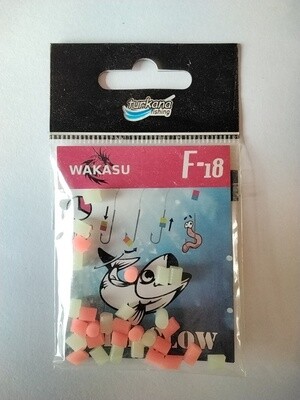 turkana
fishing
WAKASU F-18
LOW